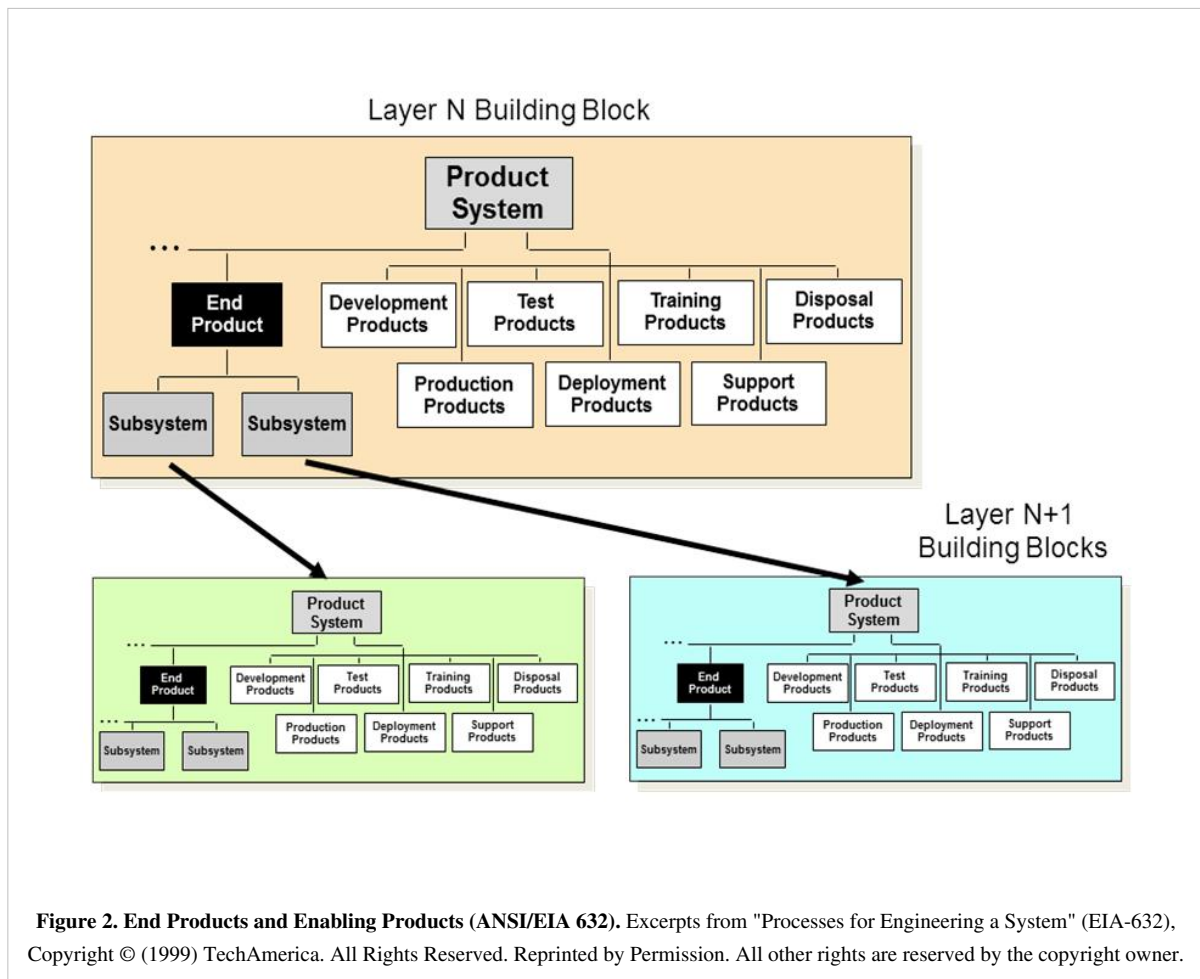 Layer N Building Block
Product
System
...
End
Product
Development
Products
Test
Products
Training
Products
Disposal
Products
Production
Products
Deployment
Products
Support
Products
Subsystem
Subsystem
Layer N+1
Building Blocks
Product
System
...
End
Product
Development
Products
Test
Products
Training
Products
Disposal
Products
Production
Products
Deployment
Products
Support
Products
...
Subsystem
Subsystem
Product
System
...
End
Product
Development
Products
Test
Products
Training
Products
Disposal
Products
Production
Products
Deployment
Products
Support
Products
...
Subsystem
Subsystem
Figure 2. End Products and Enabling Products (ANSI/EIA 632). Excerpts from "Processes for Engineering a System" (EIA-632),
Copyright © (1999) TechAmerica. All Rights Reserved. Reprinted by Permission. All other rights are reserved by the copyright owner.